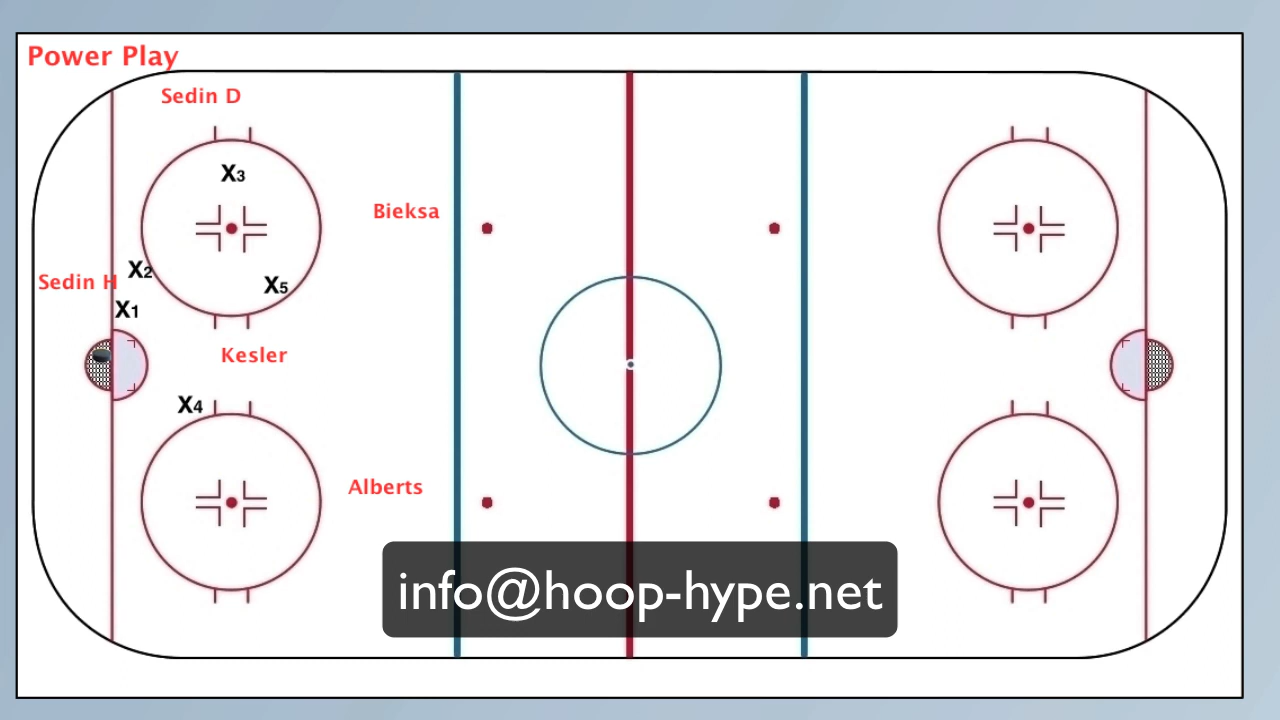 Power Play
Sedin D
X3
Bieksa
X2
Sedin H
X5
X1
Kesler
X4
Alberts
info@hoop-hype.net